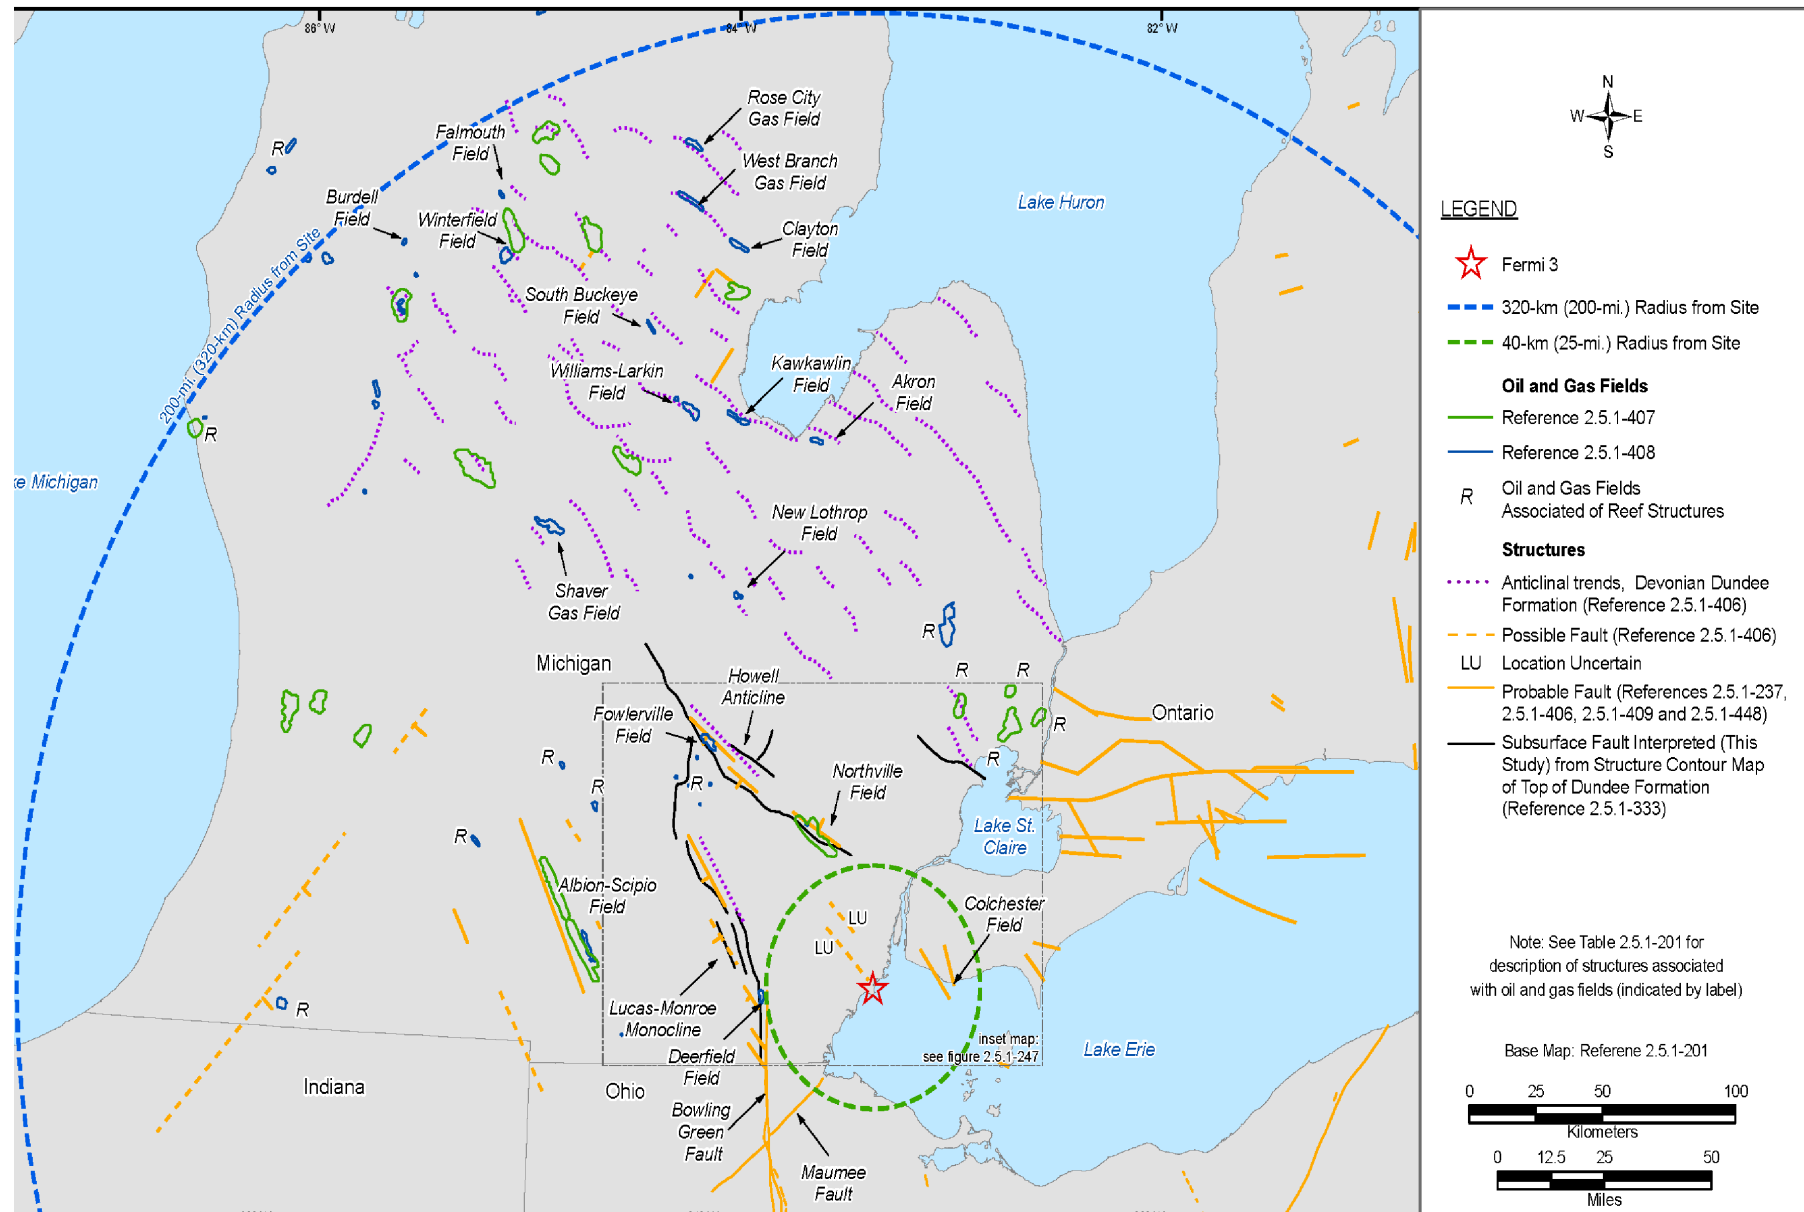 86° W
84° W
82° W
Rose City
Gas Field
Falmouth
Field
R
West Branch
Gas Field
Burdell
Field
Winterfield
Field
Clayton
Field
Lake Huron
200-mi. (320-km) Radius from Site
South Buckeye
Field
Williams-Larkin
Field
Kawkawlin
Field
Akron
Field
R
ke Michigan
New Lothrop
Field
Shaver
Gas Field
R
Michigan
Howell
Anticline
R
R
Fowlerville
Field
R
Ontario
R
R
R
R
Northville
Field
R
Lake St.
Claire
Albion-Scipio
Field
LU
LU
Colchester
Field
R
Lucas-Monroe
Monocline
inset map:
see figure 2.5.1-247
Lake Erie
Deerfield
Field
Indiana
Ohio
Bowling
Green
Fault
Maumee
Fault
N
W
E
S
LEGEND
Fermi 3
320-km (200-mi.) Radius from Site
40-km (25-mi.) Radius from Site
Oil and Gas Fields
Reference 2.5.1-407
Reference 2.5.1-408
R
Oil and Gas Fields
Associated of Reef Structures
Structures
Anticlinal trends, Devonian Dundee
Formation (Reference 2.5.1-406)
Possible Fault (Reference 2.5.1-406)
LU Location Uncertain
Probable Fault (References 2.5.1-237,
2.5.1-406, 2.5.1-409 and 2.5.1-448)
Subsurface Fault Interpreted (This
Study) from Structure Contour Map
of Top of Dundee Formation
(Reference 2.5.1-333)
Note: See Table 2.5.1-201 for
description of structures associated
with oil and gas fields (indicated by label)
Base Map: Referene 2.5.1-201
0 25 50 100
Kilometers
0 12.5 25 50
Miles